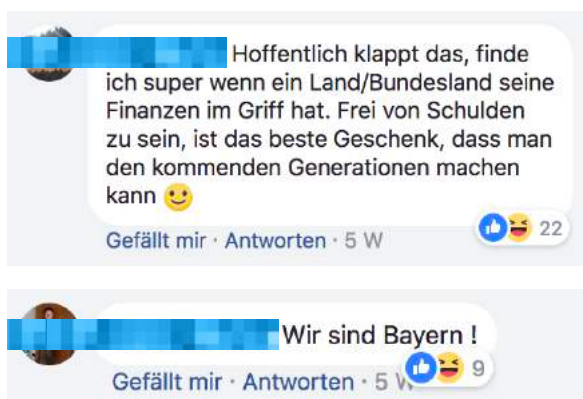 Hoffentlich klappt das, finde
ich super wenn ein Land/Bundesland seine
Finanzen im Griff hat. Frei von Schulden
zu sein, ist das beste Geschenk, dass man
den kommenden Generationen machen
kann 🙂
Gefällt mir · Antworten · 5 W 22
Wir sind Bayern !
Gefällt mir · Antworten · 5 W 9